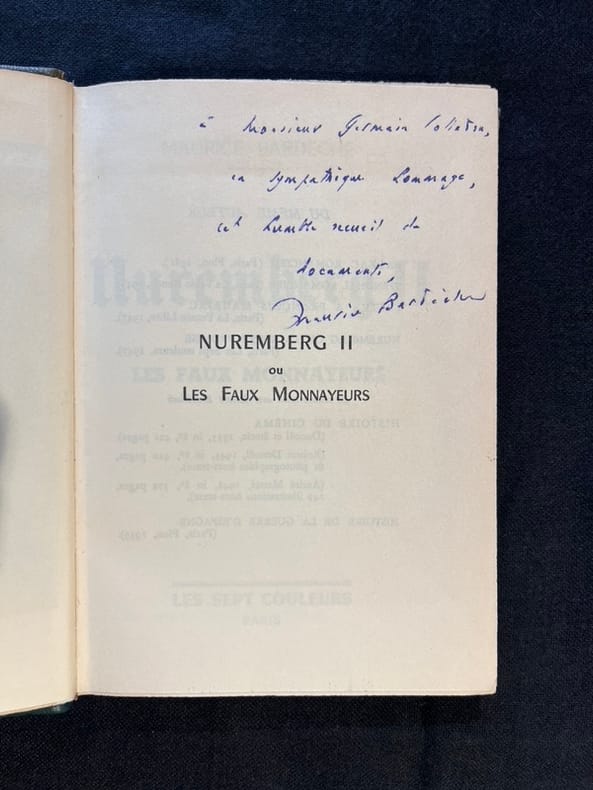 à Monsieur Germain
en sympathique hommage,
cet humble recueil de
documents,
Maurice Bardèche
NUREMBERG II
OU
LES FAUX MONNAYEURS